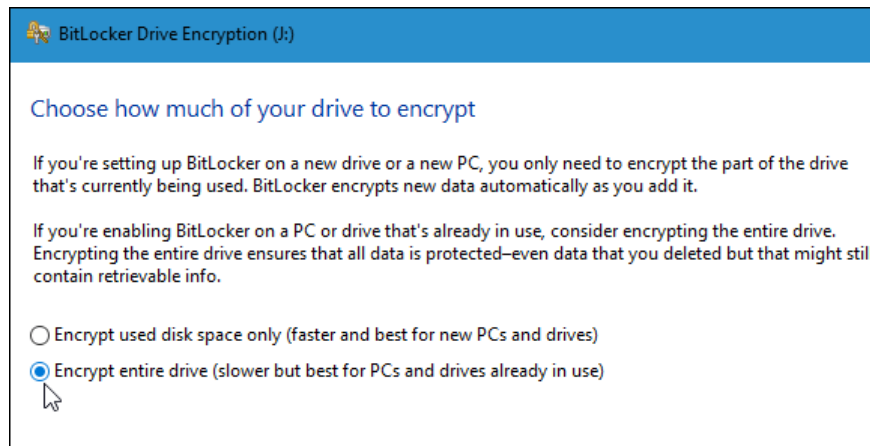 BitLocker Drive Encryption (J:)
Choose how much of your drive to encrypt
If you're setting up BitLocker on a new drive or a new PC, you only need to encrypt the part of the drive
that's currently being used. BitLocker encrypts new data automatically as you add it.
If you're enabling BitLocker on a PC or drive that's already in use, consider encrypting the entire drive.
Encrypting the entire drive ensures that all data is protected–even data that you deleted but that might stil
contain retrievable info.
Encrypt used disk space only (faster and best for new PCs and drives)
Encrypt entire drive (slower but best for PCs and drives already in use)